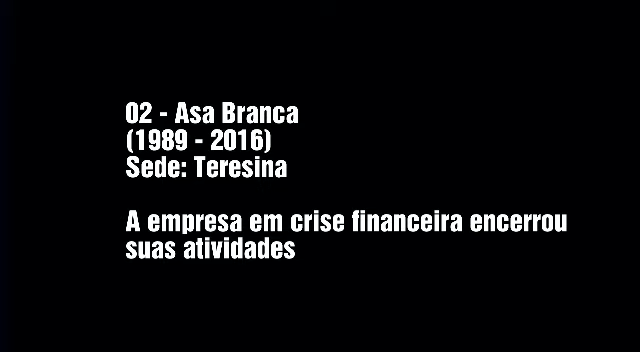 02 - Asa Branca
(1989 - 2016)
Sede: Teresina
A empresa em crise financeira encerrou
suas atividades